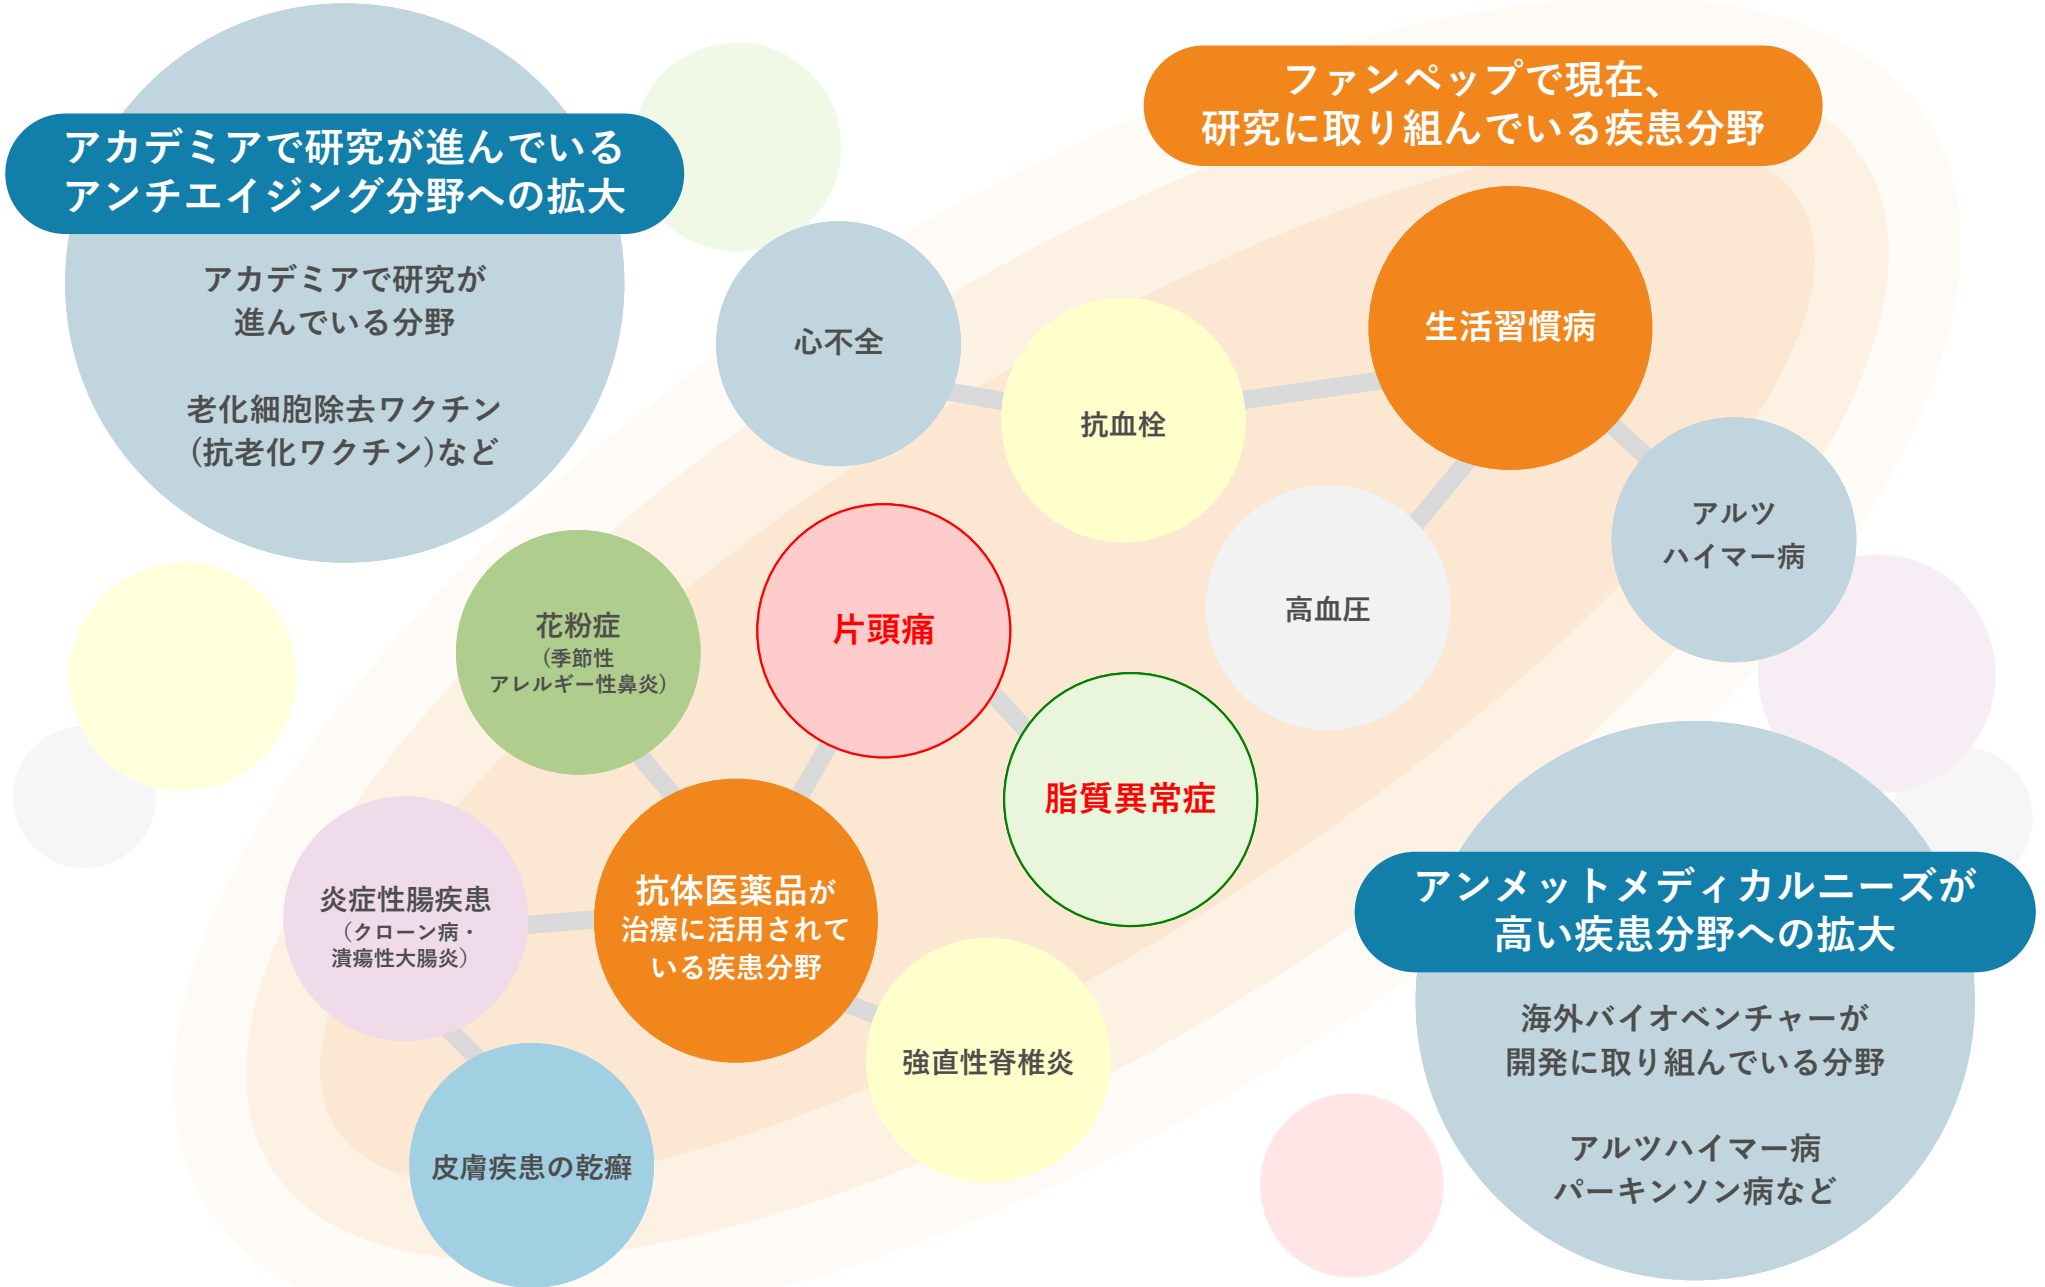 アカデミアで研究が進んでいる
アンチエイジング分野への拡大
アカデミアで研究が
進んでいる分野
老化細胞除去ワクチン
(抗老化ワクチン)など
ファンペップで現在、
研究に取り組んでいる疾患分野
心不全
抗血栓
生活習慣病
アルツ
ハイマー病
高血圧
花粉症
（季節性
アレルギー性鼻炎）
片頭痛
脂質異常症
炎症性腸疾患
（クローン病・
潰瘍性大腸炎）
抗体医薬品が
治療に活用されて
いる疾患分野
強直性脊椎炎
皮膚疾患の乾癬
アンメットメディカルニーズが
高い疾患分野への拡大
海外バイオベンチャーが
開発に取り組んでいる分野
アルツハイマー病
パーキンソン病など